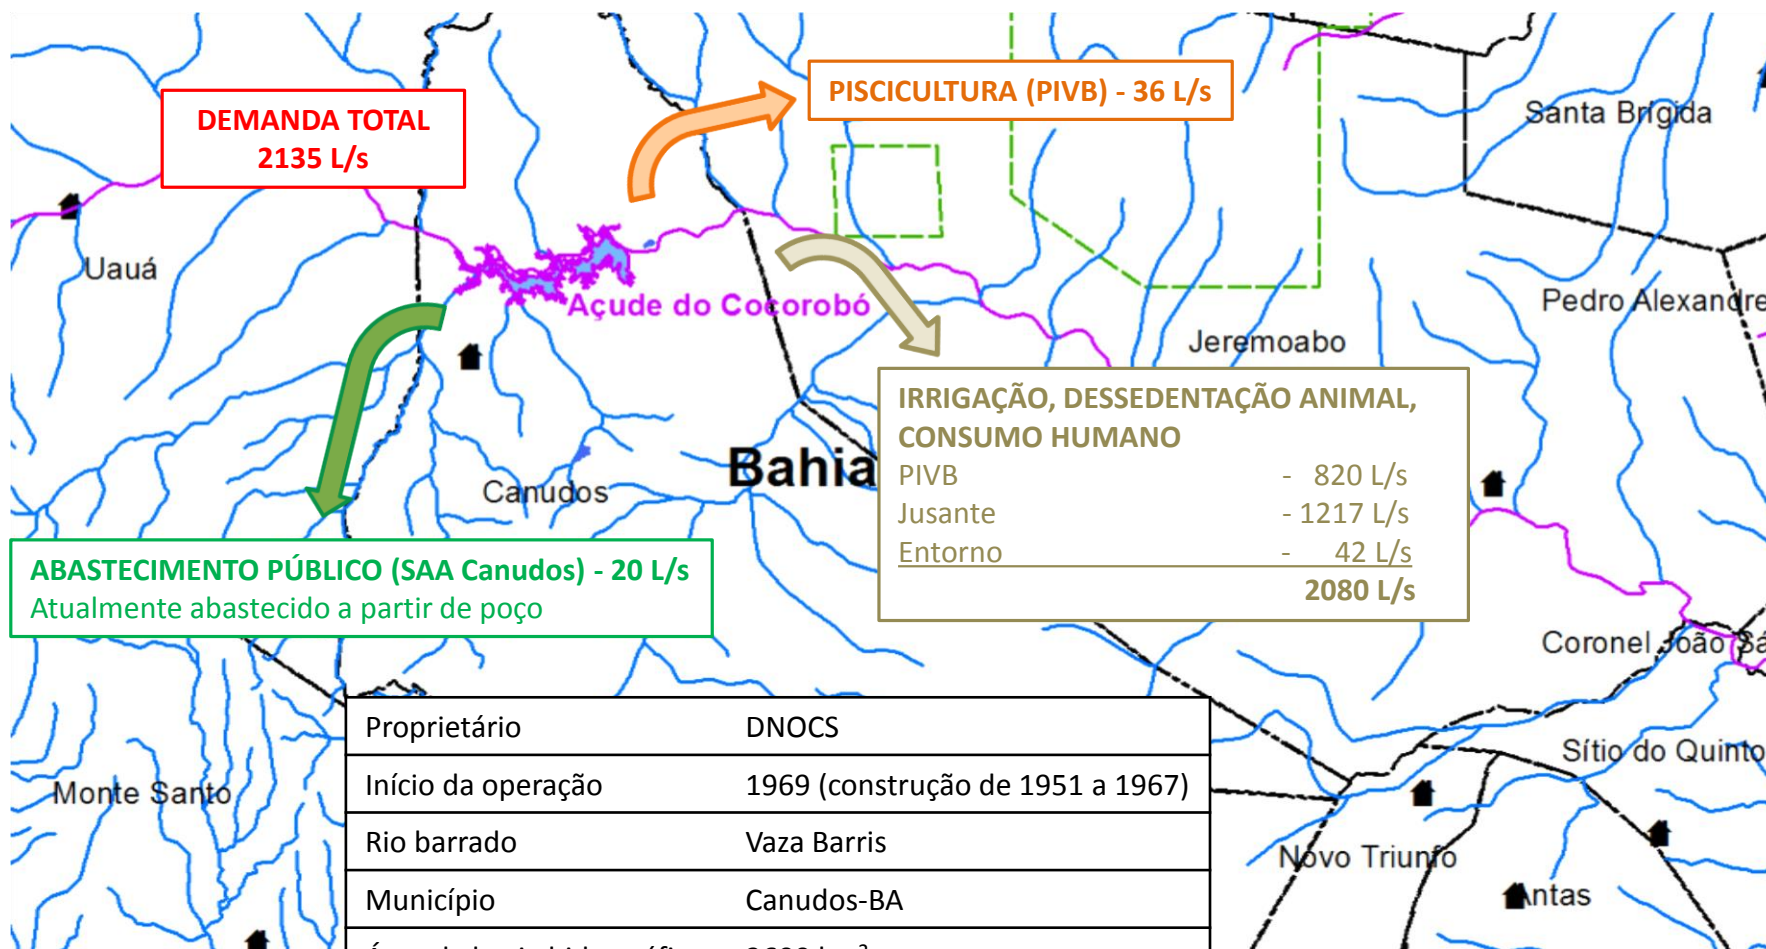 PISCICULTURA (PIVB) - 36 L/s
DEMANDA TOTAL
2135 L/s
Santa Brígida
Uauá
Açude do Cocorobó
Pedro Alexandre
Jeremoabo
IRRIGAÇÃO, DESSEDENTAÇÃO ANIMAL,
CONSUMO HUMANO
PIVB - 820 L/s
Jusante - 1217 L/s
Entorno - 42 L/s
2080 L/s
Bahia
Canudos
ABASTECIMENTO PÚBLICO (SAA Canudos) - 20 L/s
Atualmente abastecido a partir de poço
Coronel João Sá
Proprietário DNOCS
Início da operação 1969 (construção de 1951 a 1967)
Rio barrado Vaza Barris
Município Canudos-BA
Sítio do Quinto
Monte Santo
Novo Triunfo
Antas